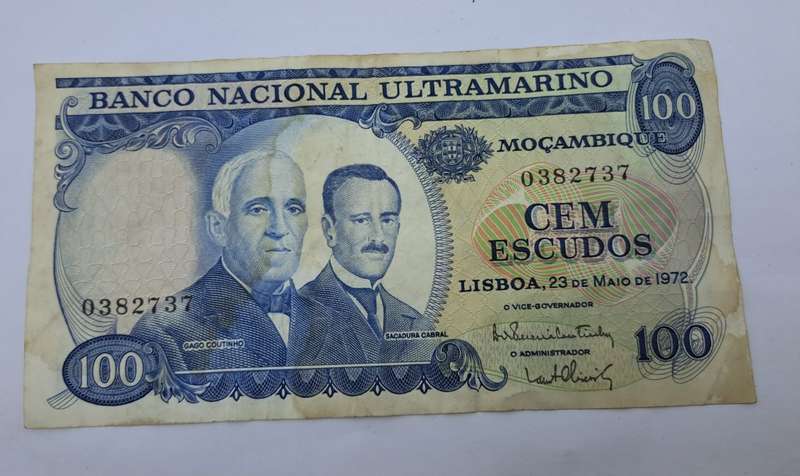 BANCO NACIONAL ULTRAMARINO
100
MOÇAMBIQUE
0382737
CEM
ESCUDOS
LISBOA, 23 DE MAIO DE 1972.
0382737
O VICE-GOVERNADOR
SACADURA CABRAL
GAGO COUTINHO
O ADMINISTRADOR
100
100